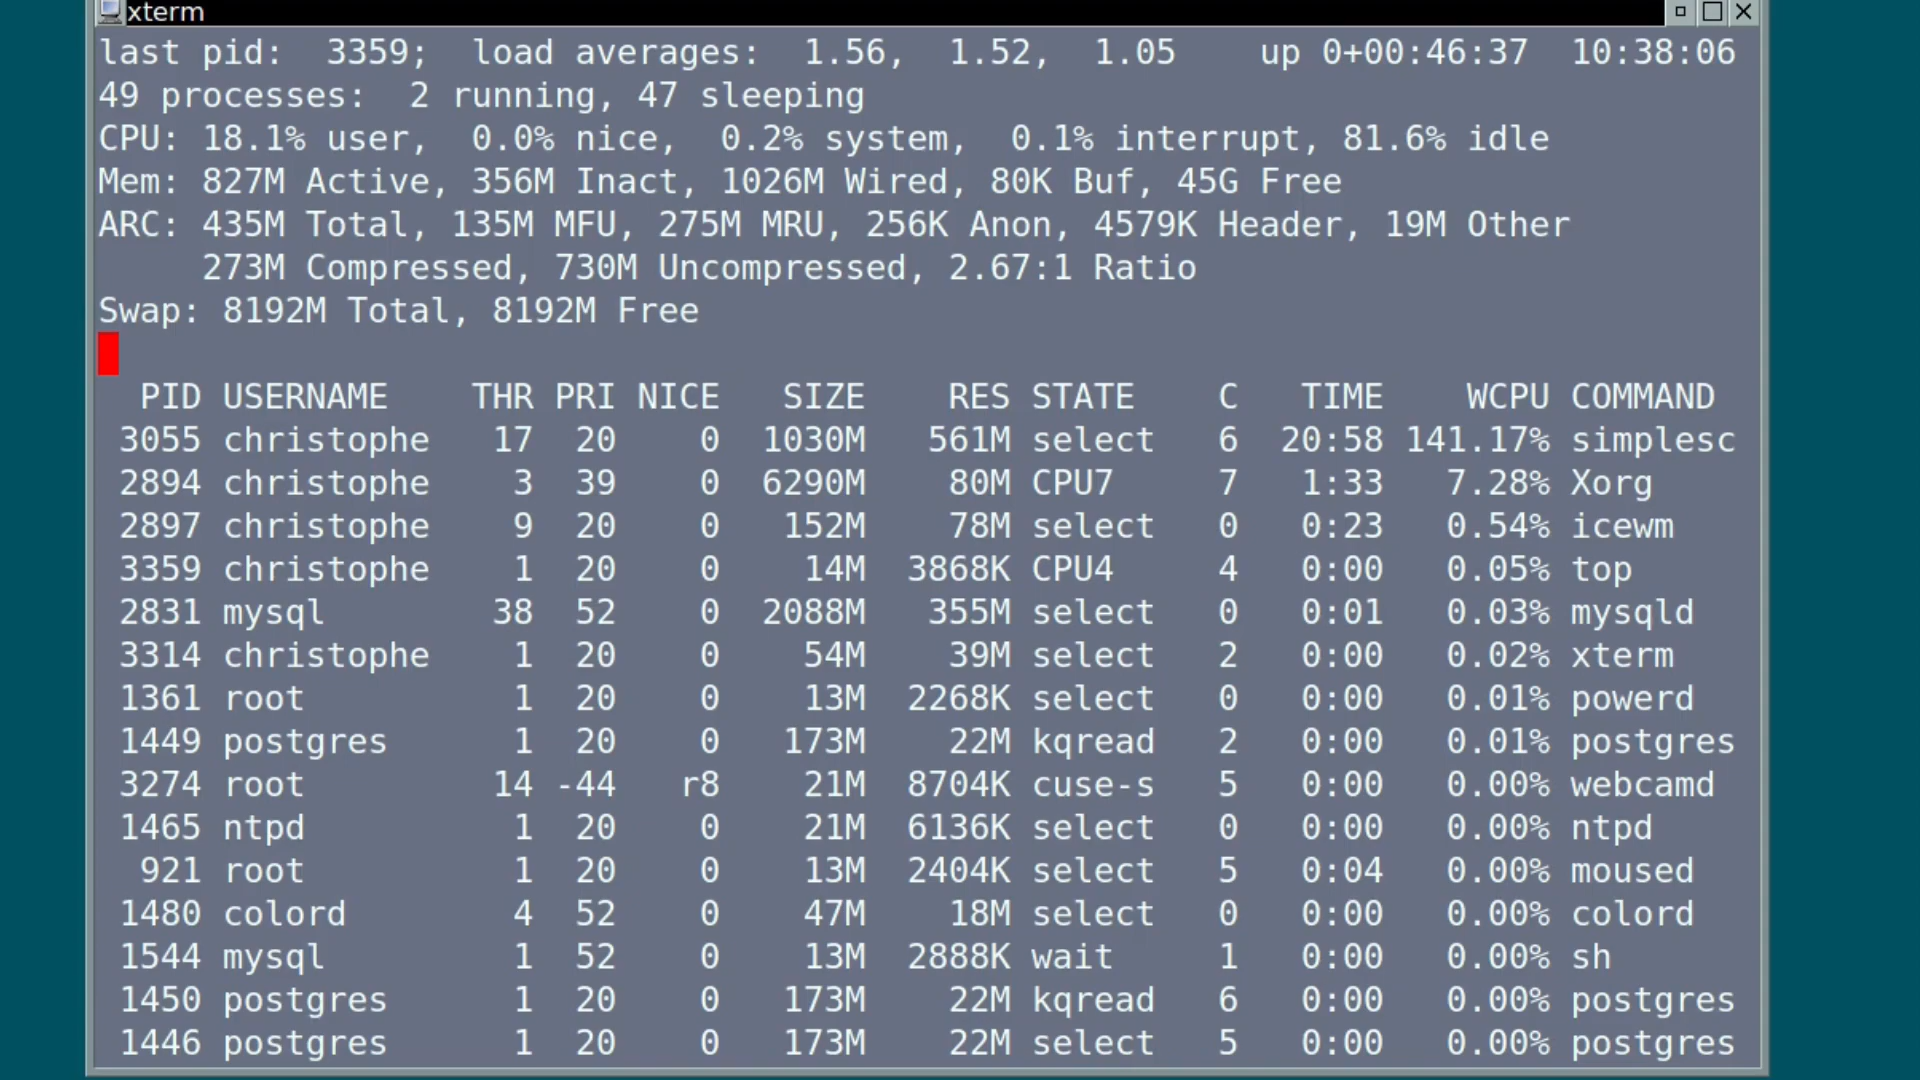 xterm
last pid:  3359;  load averages:  1.56,  1.52,  1.05    up 0+00:46:37  10:38:06
49 processes:  2 running, 47 sleeping
CPU: 18.1% user,  0.0% nice,  0.2% system,  0.1% interrupt, 81.6% idle
Mem: 827M Active, 356M Inact, 1026M Wired, 80K Buf, 45G Free
ARC: 435M Total, 135M MFU, 275M MRU, 256K Anon, 4579K Header, 19M Other
     273M Compressed, 730M Uncompressed, 2.67:1 Ratio
Swap: 8192M Total, 8192M Free
  PID USERNAME    THR PRI NICE   SIZE    RES STATE    C   TIME    WCPU COMMAND
 3055 christophe   17  20    0  1030M   561M select   6  20:58 141.17% simplesc
 2894 christophe    3  39    0  6290M    80M CPU7     7   1:33   7.28% Xorg
 2897 christophe    9  20    0   152M    78M select   0   0:23   0.54% icewm
 3359 christophe    1  20    0    14M  3868K CPU4     4   0:00   0.05% top
 2831 mysql        38  52    0  2088M   355M select   0   0:01   0.03% mysqld
 3314 christophe    1  20    0    54M    39M select   2   0:00   0.02% xterm
 1361 root          1  20    0    13M  2268K select   0   0:00   0.01% powerd
 1449 postgres      1  20    0   173M    22M kqread   2   0:00   0.01% postgres
 3274 root         14 -44   r8    21M  8704K cuse-s   5   0:00   0.00% webcamd
 1465 ntpd          1  20    0    21M  6136K select   0   0:00   0.00% ntpd
  921 root          1  20    0    13M  2404K select   5   0:04   0.00% moused
 1480 colord        4  52    0    47M    18M select   0   0:00   0.00% colord
 1544 mysql         1  52    0    13M  2888K wait     1   0:00   0.00% sh
 1450 postgres      1  20    0   173M    22M kqread   6   0:00   0.00% postgres
 1446 postgres      1  20    0   173M    22M select   5   0:00   0.00% postgres